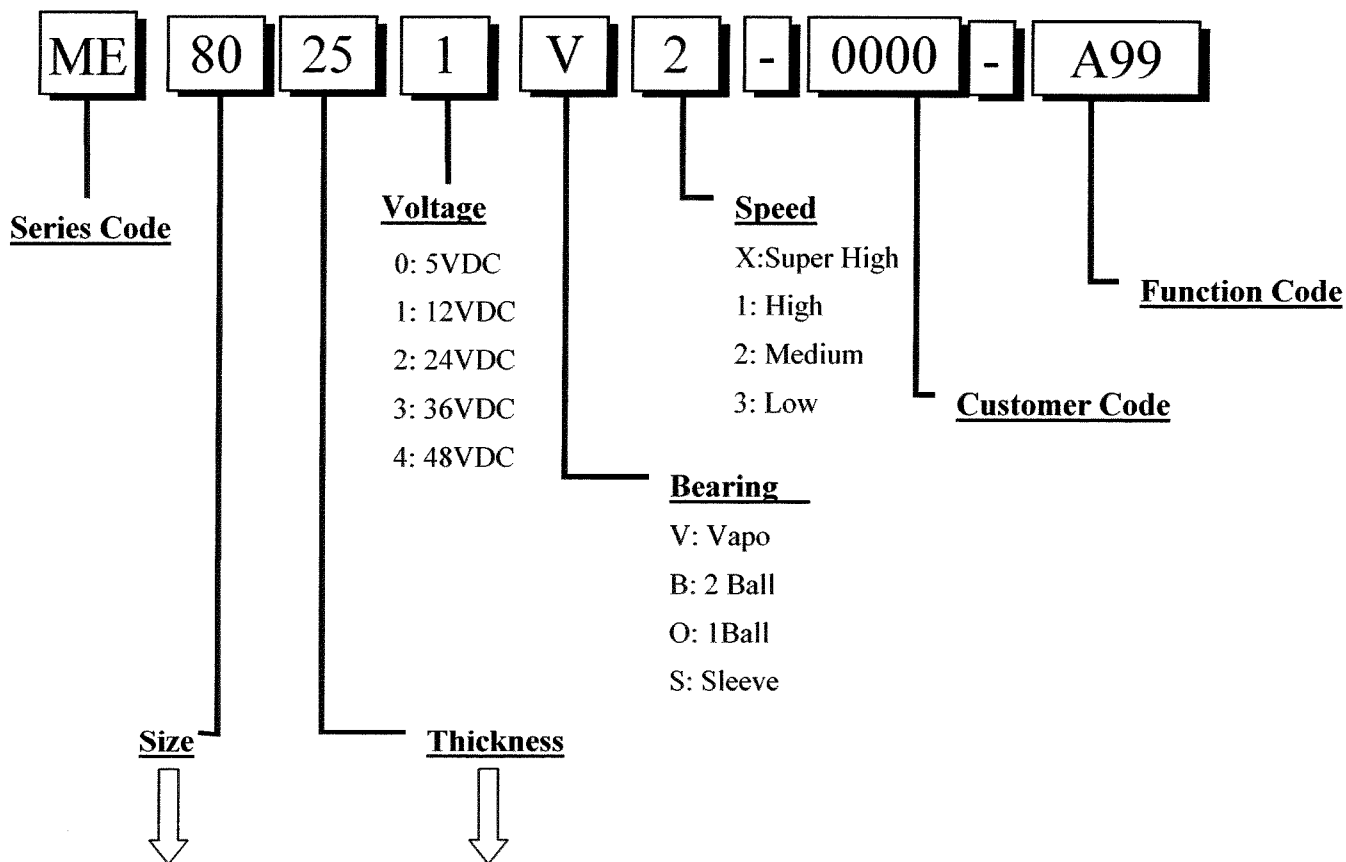 ME 80 25 1 V 2 - 0000 - A99
Series Code
Voltage
0: 5VDC
1: 12VDC
2: 24VDC
3: 36VDC
4: 48VDC
Speed
X:Super High
1: High
2: Medium
3: Low
Function Code
Customer Code
Bearing
V: Vapo
B: 2 Ball
O: 1Ball
S: Sleeve
Size
Thickness